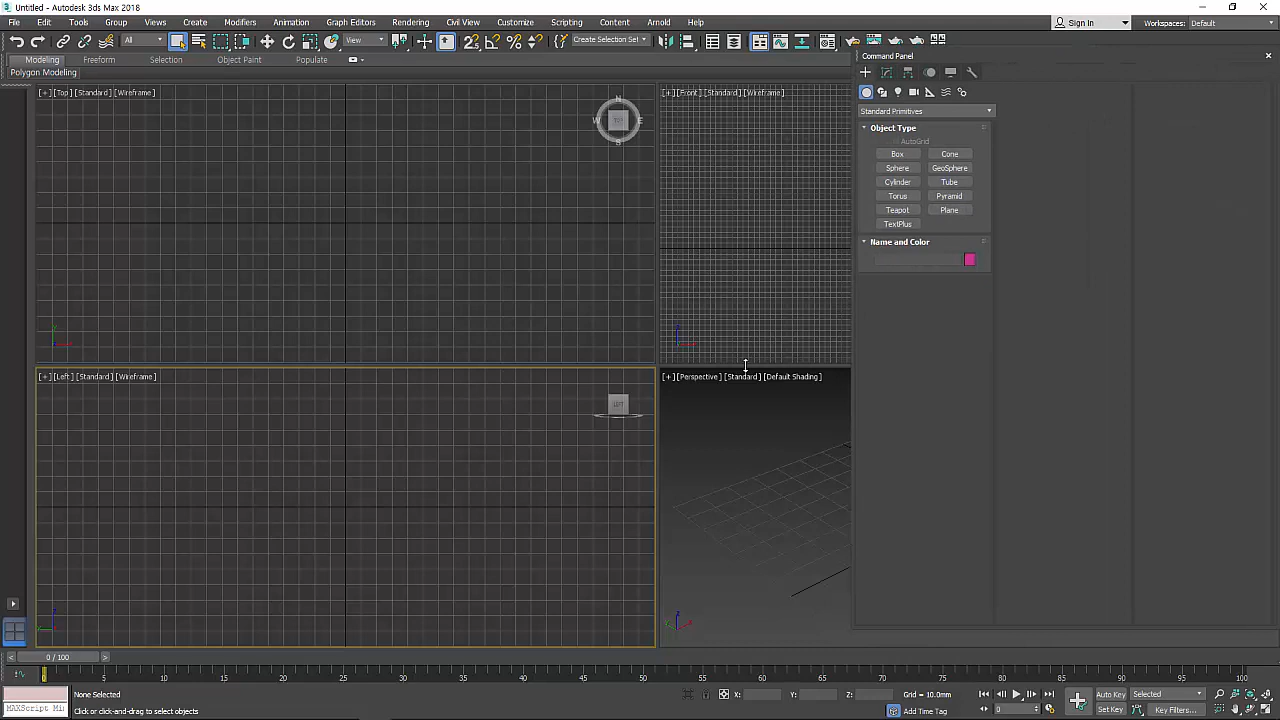 Untitled - Autodesk 3ds Max 2018
File Edit Tools Group Views Create Modifiers Animation Graph Editors Rendering Civil View Customize Scripting Content Arnold Help
Sign In Workspaces: Default
All View Create Selection Set
Modeling Freeform Selection Object Paint Populate
Polygon Modeling
Command Panel
[+] [Top] [Standard] [Wireframe]
[+] [Front] [Standard] [Wireframe]
N
W TOP E
S
Standard Primitives
Object Type
AutoGrid
Box Cone
Sphere GeoSphere
Cylinder Tube
Torus Pyramid
Teapot Plane
TextPlus
Name and Color
[+] [Left] [Standard] [Wireframe]
[+] [Perspective] [Standard] [Default Shading]
LEFT
< 0 / 100 >
5 10 15 20 25 30 35 40 45 50 55 60 65 70 75 80 85 90 95 100
None Selected X: Y: Z: Grid = 10.0mm Auto Key Selected
MAXScript Mi Click or click-and-drag to select objects Add Time Tag 0 Set Key Key Filters...